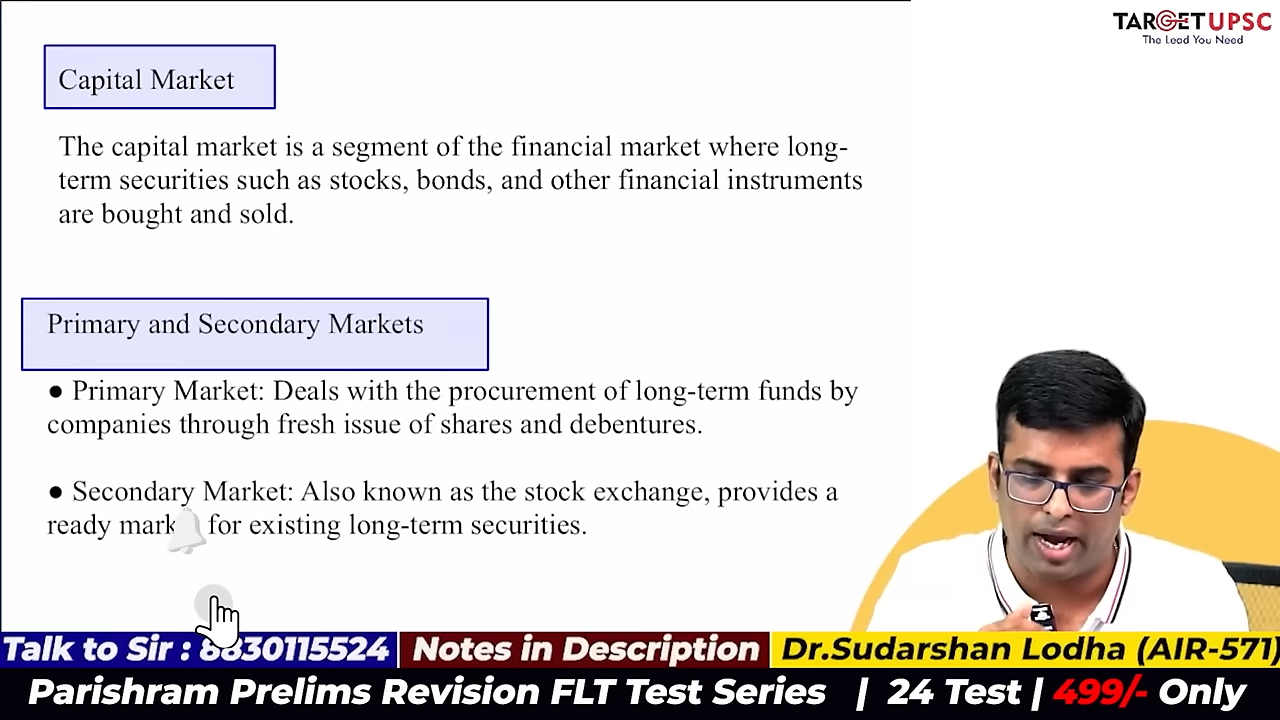 TARGET UPSC
The Lead You Need
Capital Market
The capital market is a segment of the financial market where long-
term securities such as stocks, bonds, and other financial instruments
are bought and sold.
Primary and Secondary Markets
● Primary Market: Deals with the procurement of long-term funds by
companies through fresh issue of shares and debentures.
● Secondary Market: Also known as the stock exchange, provides a
ready for existing long-term securities.
Talk to Sir : 8830115524
Notes in Description
Dr.Sudarshan Lodha (AIR-571)
Parishram Prelims Revision FLT Test Series | 24 Test | 499/- Only